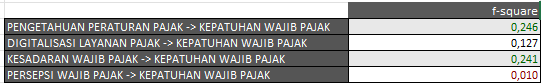 f-square
PENGETAHUAN PERATURAN PAJAK -> KEPATUHAN WAJIB PAJAK 0,246
DIGITALISASI LAYANAN PAJAK -> KEPATUHAN WAJIB PAJAK 0,127
KESADARAN WAJIB PAJAK -> KEPATUHAN WAJIB PAJAK 0,241
PERSEPSI WAJIB PAJAK -> KEPATUHAN WAJIB PAJAK 0,010